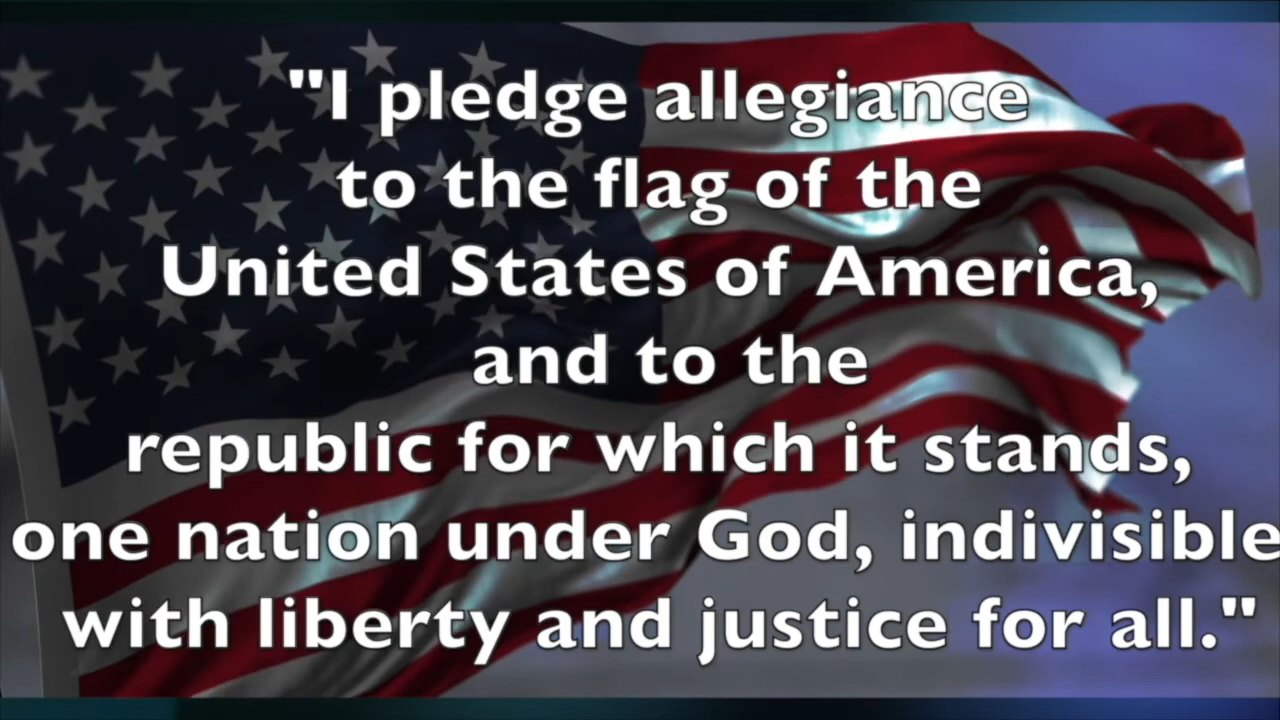 "I pledge allegiance
to the flag of the
United States of America,
and to the
republic for which it stands,
one nation under God, indivisible
with liberty and justice for all."